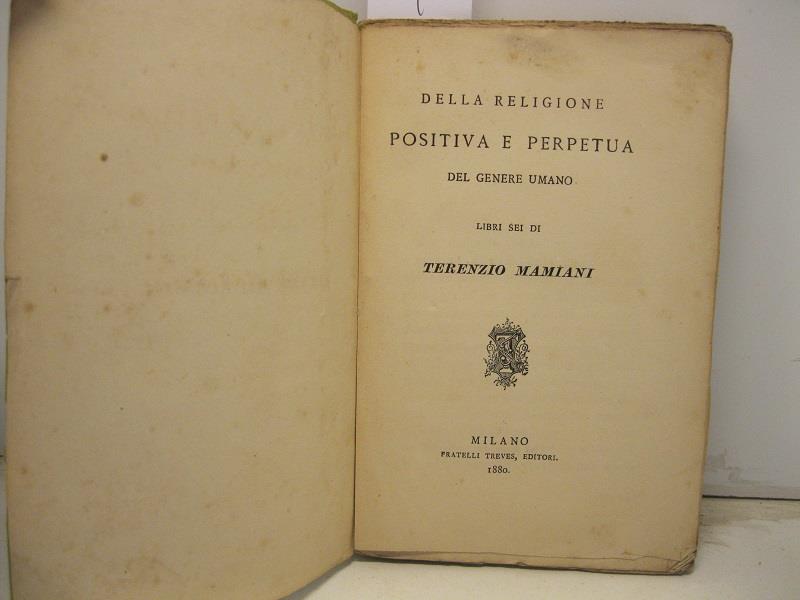 DELLA RELIGIONE
POSITIVA E PERPETUA
DEL GENERE UMANO
LIBRI SEI DI
TERENZIO MAMIANI
MILANO
FRATELLI TREVES, EDITORI.
1880.